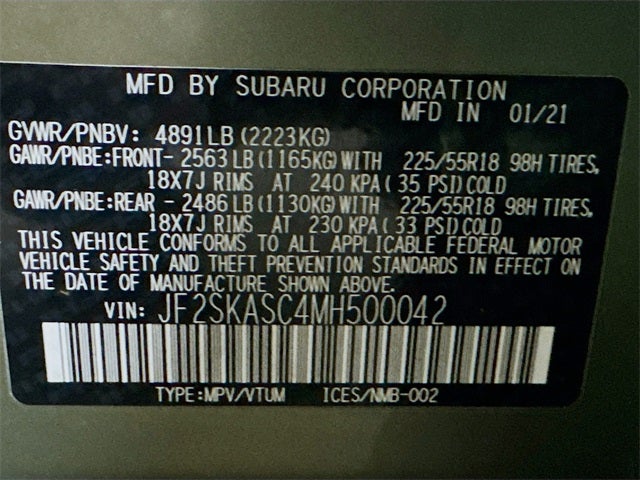 MFD BY SUBARU CORPORATION
MFD IN 01/21
GVWR/PNBV: 4891LB (2223KG)
GAWR/PNBE:FRONT- 2563 LB (1165KG) WITH 225/55R18 98H TIRES,
18X7J RIMS AT 240 KPA ( 35 PSI) COLD
GAWR/PNBE:REAR - 2486 LB (1130KG) WITH 225/55R18 98H TIRES,
18X7J RIMS AT 230 KPA ( 33 PSI) COLD
THIS VEHICLE CONFORMS TO ALL APPLICABLE FEDERAL MOTOR
VEHICLE SAFETY AND THEFT PREVENTION STANDARDS IN EFFECT ON
THE DATE OF MANUFACTURE SHOWN ABOVE.
VIN: JF2SKASC4MH500042
TYPE:MPV/VTUM ICES/NMB-002